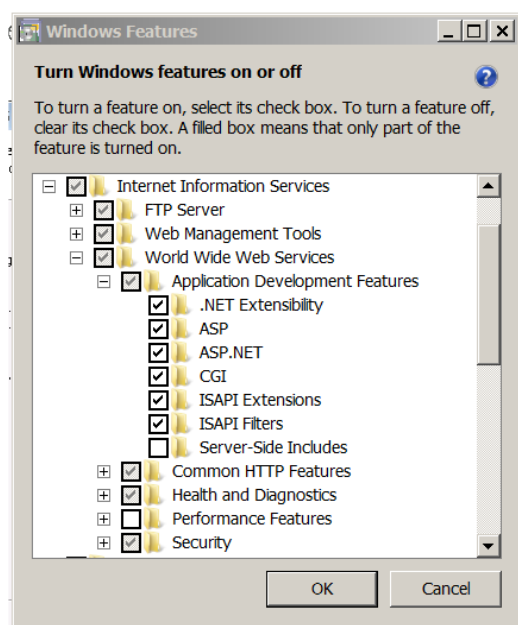 Windows Features
Turn Windows features on or off
To turn a feature on, select its check box. To turn a feature off,
clear its check box. A filled box means that only part of the
feature is turned on.
Internet Information Services
FTP Server
Web Management Tools
World Wide Web Services
Application Development Features
.NET Extensibility
ASP
ASP.NET
CGI
ISAPI Extensions
ISAPI Filters
Server-Side Includes
Common HTTP Features
Health and Diagnostics
Performance Features
Security
OK
Cancel